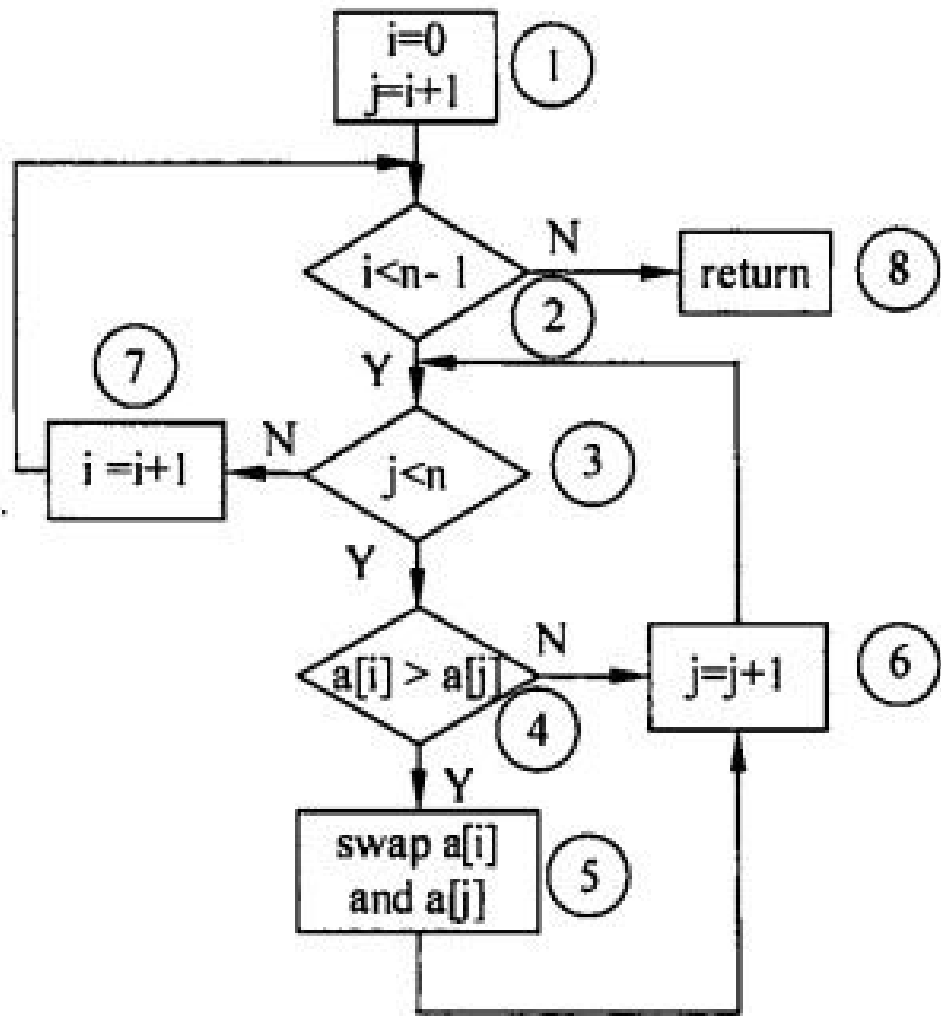 i=0
j=i+1
1
i<n- 1
N
return
8
2
Y
7
i =i+1
N
j<n
3
Y
a[i] > a[j]
N
j=j+1
6
4
Y
swap a[i]
and a[j]
5